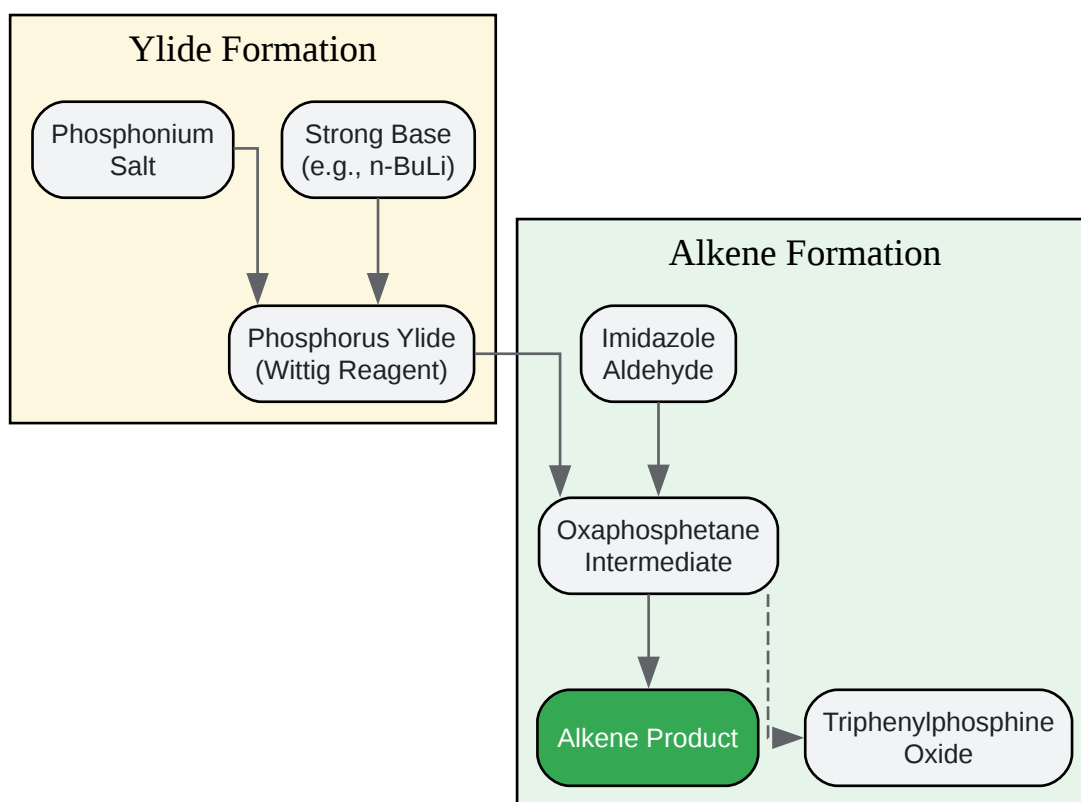 Ylide Formation
Phosphonium
Salt
Strong Base
(e.g., n-BuLi)
Phosphorus Ylide
(Wittig Reagent)
Alkene Formation
Imidazole
Aldehyde
Oxaphosphetane
Intermediate
Alkene Product
Triphenylphosphine
Oxide